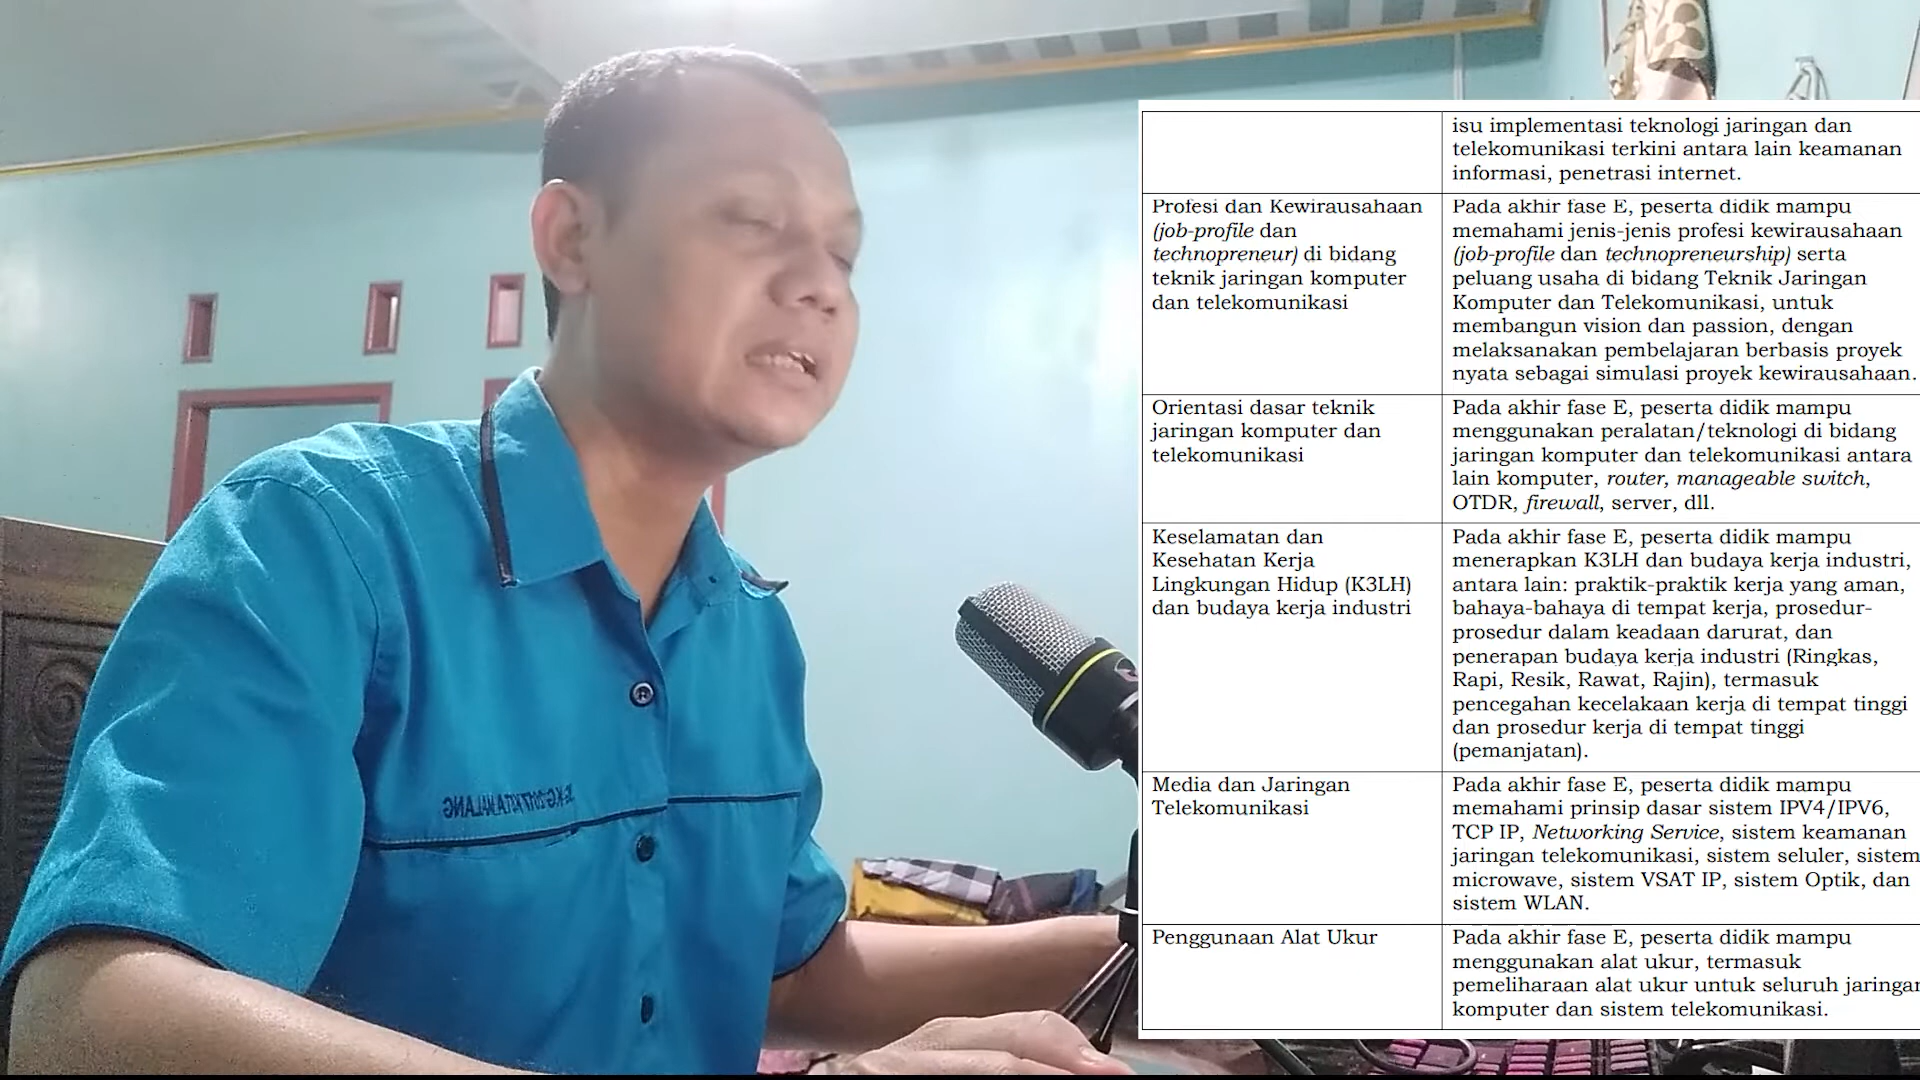 isu implementasi teknologi jaringan dan
telekomunikasi terkini antara lain keamanan
informasi, penetrasi internet.
Profesi dan Kewirausahaan
(job-profile dan
technopreneur) di bidang
teknik jaringan komputer
dan telekomunikasi
Pada akhir fase E, peserta didik mampu
memahami jenis-jenis profesi kewirausahaan
(job-profile dan technopreneurship) serta
peluang usaha di bidang Teknik Jaringan
Komputer dan Telekomunikasi, untuk
membangun vision dan passion, dengan
melaksanakan pembelajaran berbasis proyek
nyata sebagai simulasi proyek kewirausahaan.
Orientasi dasar teknik
jaringan komputer dan
telekomunikasi
Pada akhir fase E, peserta didik mampu
menggunakan peralatan/teknologi di bidang
jaringan komputer dan telekomunikasi antara
lain komputer, router, manageable switch,
OTDR, firewall, server, dll.
Keselamatan dan
Kesehatan Kerja
Lingkungan Hidup (K3LH)
dan budaya kerja industri
Pada akhir fase E, peserta didik mampu
menerapkan K3LH dan budaya kerja industri,
antara lain: praktik-praktik kerja yang aman,
bahaya-bahaya di tempat kerja, prosedur-
prosedur dalam keadaan darurat, dan
penerapan budaya kerja industri (Ringkas,
Rapi, Resik, Rawat, Rajin), termasuk
pencegahan kecelakaan kerja di tempat tinggi
dan prosedur kerja di tempat tinggi
(pemanjatan).
Media dan Jaringan
Telekomunikasi
Pada akhir fase E, peserta didik mampu
memahami prinsip dasar sistem IPV4/IPV6,
TCP IP, Networking Service, sistem keamanan
jaringan telekomunikasi, sistem seluler, sistem
microwave, sistem VSAT IP, sistem Optik, dan
sistem WLAN.
Penggunaan Alat Ukur
Pada akhir fase E, peserta didik mampu
menggunakan alat ukur, termasuk
pemeliharaan alat ukur untuk seluruh jaringan
komputer dan sistem telekomunikasi.
2017 KOTA MALANG